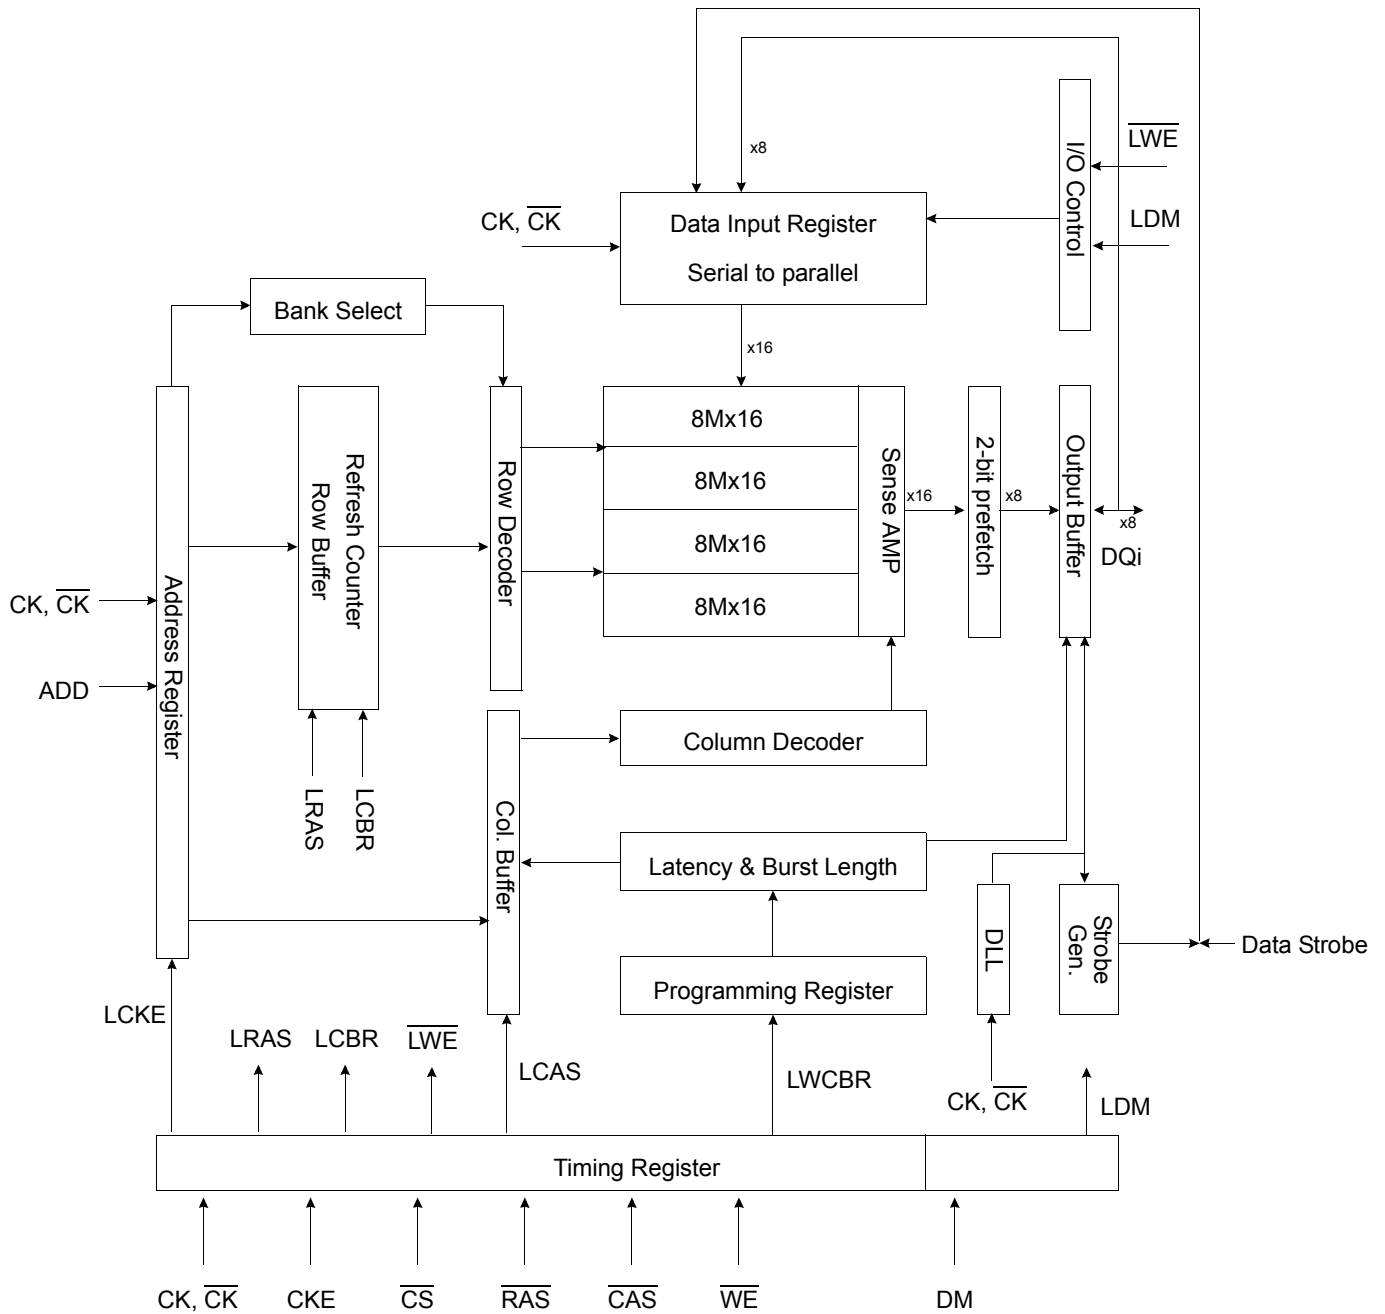 x8
I/O Control
LWE
LDM
CK, CK
Data Input Register
Serial to parallel
Bank Select
x16
Address Register
Refresh Counter
Row Buffer
Row Decoder
8Mx16
8Mx16
8Mx16
8Mx16
Sense AMP
x16
2-bit prefetch
x8
Output Buffer
x8
DQi
CK, CK
ADD
LRAS
LCBR
Col. Buffer
Column Decoder
Latency & Burst Length
Programming Register
DLL
Strobe
Gen.
Data Strobe
CK, CK
LCKE
LRAS
LCBR
LWE
LCAS
LWCBR
LDM
Timing Register
CK, CK
CKE
CS
RAS
CAS
WE
DM